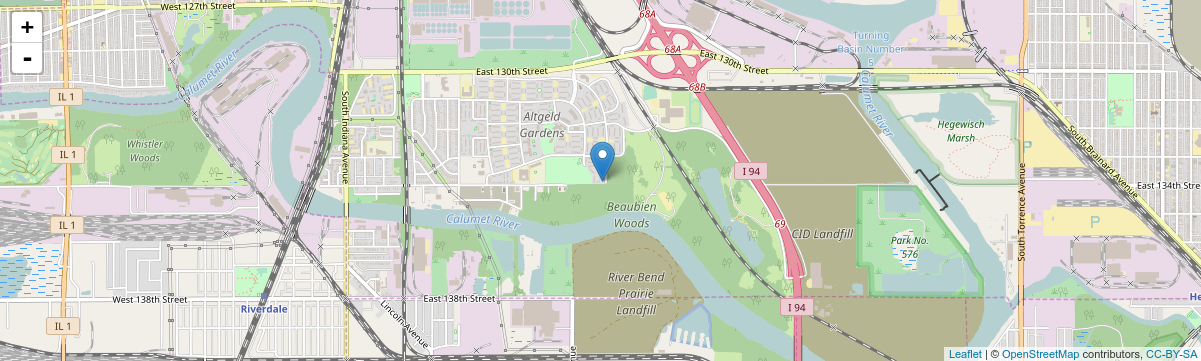 West 127th Street
68A
+
-
Turning
Basin Number
5
68A
East 130th Street
East 130th Street
68B
Calumet River
IL 1
South Indiana Avenue
Calumet River
Altgeld
Gardens
Hegewisch
Marsh
South Brainard Avenue
Whistler
Woods
IL 1
P
I 94
South Torrence Avenue
East 134th Stre
Beaubien
Woods
IL 1
Calumet River
69
CID Landfill
P
Park No.
576
River Bend
Prairie
Landfill
West 138th Street
East 138th Street
He
Riverdale
Lincoln Avenue
I 94
IL 1
nue
Leaflet | © OpenStreetMap contributors, CC-BY-SA